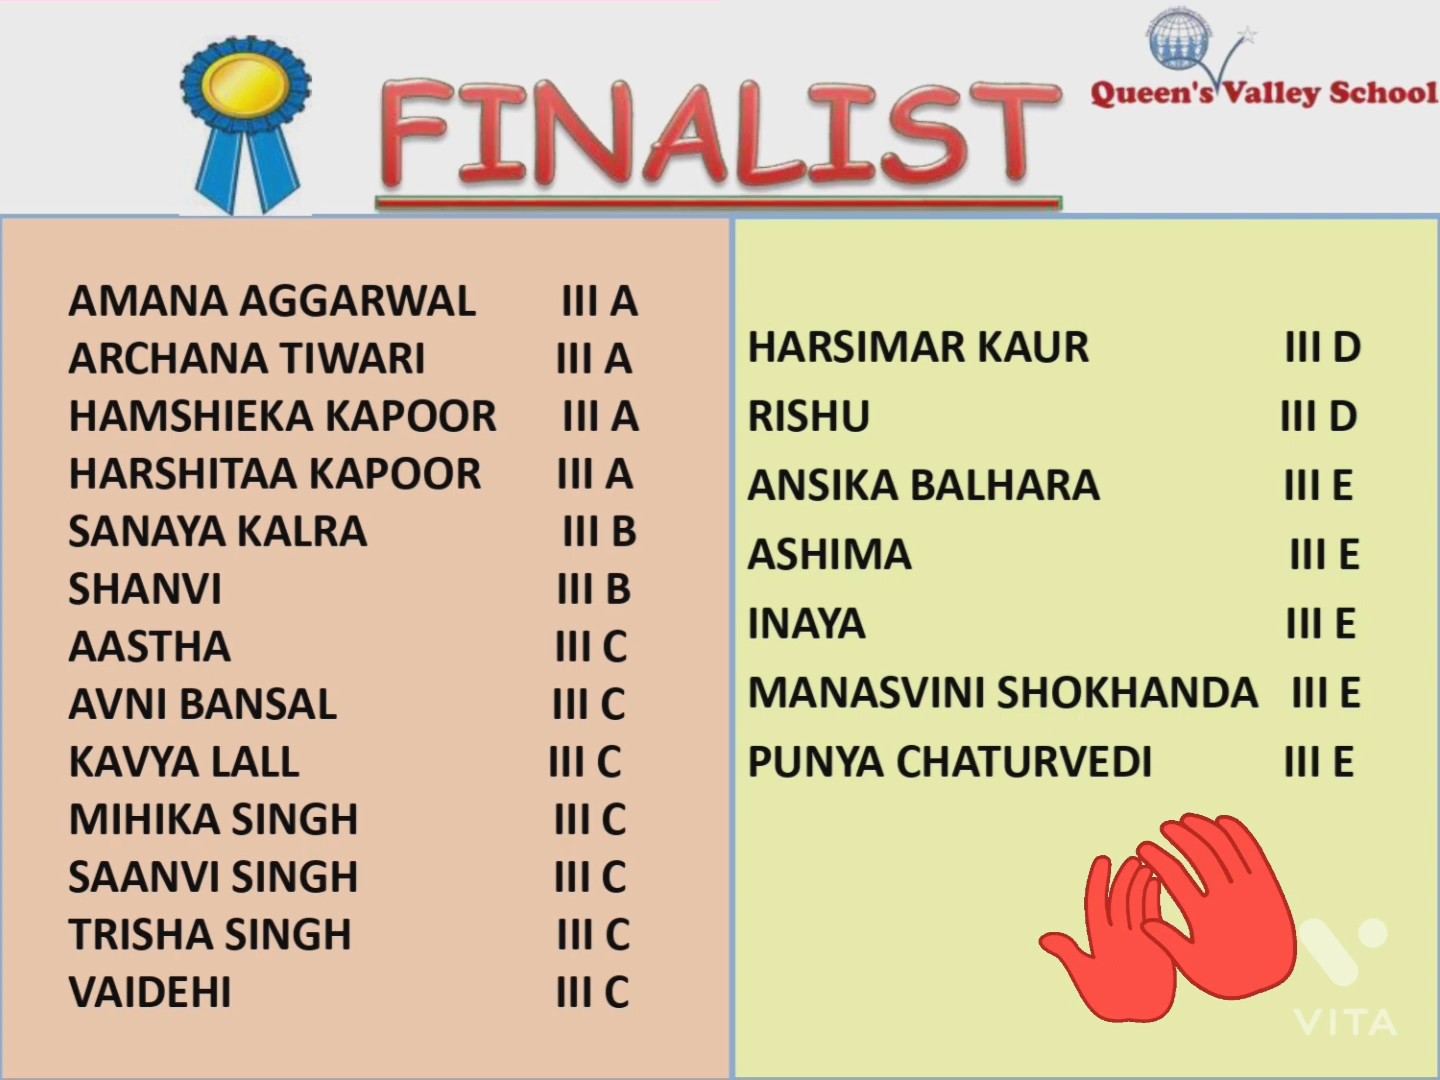 FINALIST
Queen's Valley School
AMANA AGGARWAL III A
ARCHANA TIWARI III A
HAMSHIEKA KAPOOR III A
HARSHITAA KAPOOR III A
SANAYA KALRA III B
SHANVI III B
AASTHA III C
AVNI BANSAL III C
KAVYA LALL III C
MIHIKA SINGH III C
SAANVI SINGH III C
TRISHA SINGH III C
VAIDEHI III C
HARSIMAR KAUR III D
RISHU III D
ANSIKA BALHARA III E
ASHIMA III E
INAYA III E
MANASVINI SHOKHANDA III E
PUNYA CHATURVEDI III E
VITA